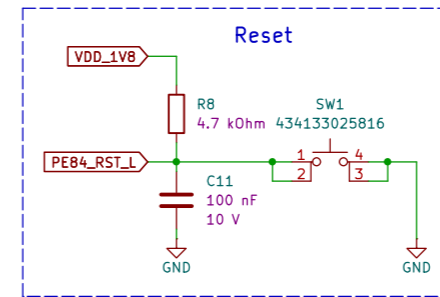 Reset
VDD_1V8
R8
4.7 kOhm
SW1
434133025816
PE84_RST_L
1
4
2
3
C11
100 nF
10 V
GND
GND